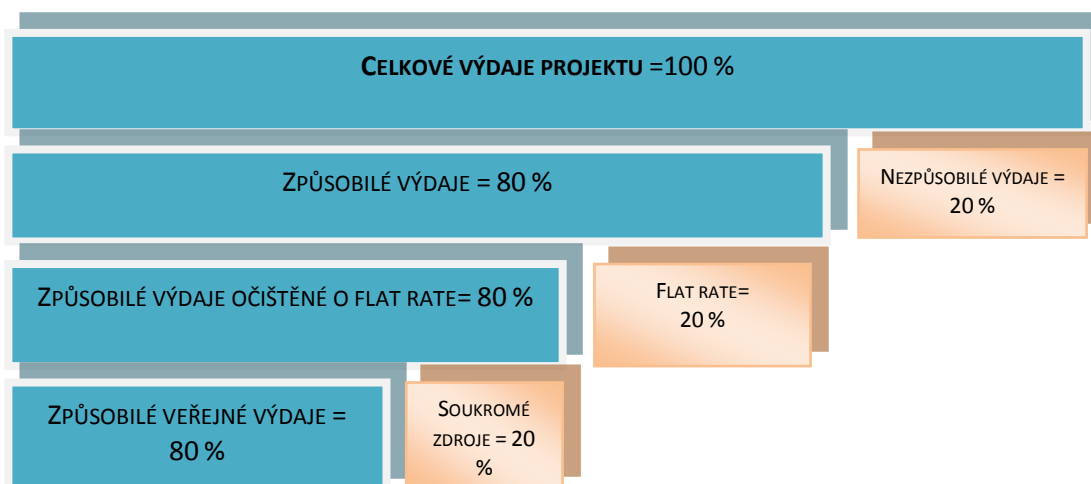 CELKOVÉ VÝDAJE PROJEKTU =100 %
ZPŮSOBILÉ VÝDAJE = 80 %
NEZPŮSOBILÉ VÝDAJE =
20 %
ZPŮSOBILÉ VÝDAJE OČIŠTĚNÉ O FLAT RATE= 80 %
FLAT RATE=
20 %
ZPŮSOBILÉ VEŘEJNÉ VÝDAJE =
80 %
SOUKROMÉ
ZDROJE = 20
%